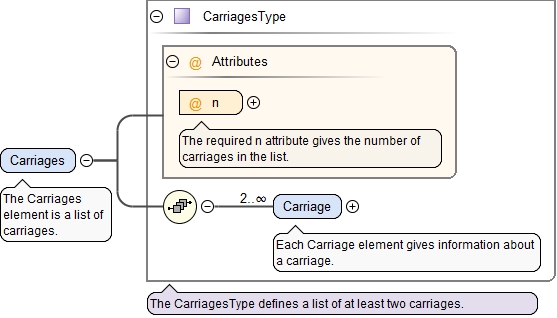 CarriagesType
@ Attributes
@ n
The required n attribute gives the number of
carriages in the list.
Carriages
The Carriages
element is a list of
carriages.
2..∞
Carriage
Each Carriage element gives information about
a carriage.
The CarriagesType defines a list of at least two carriages.